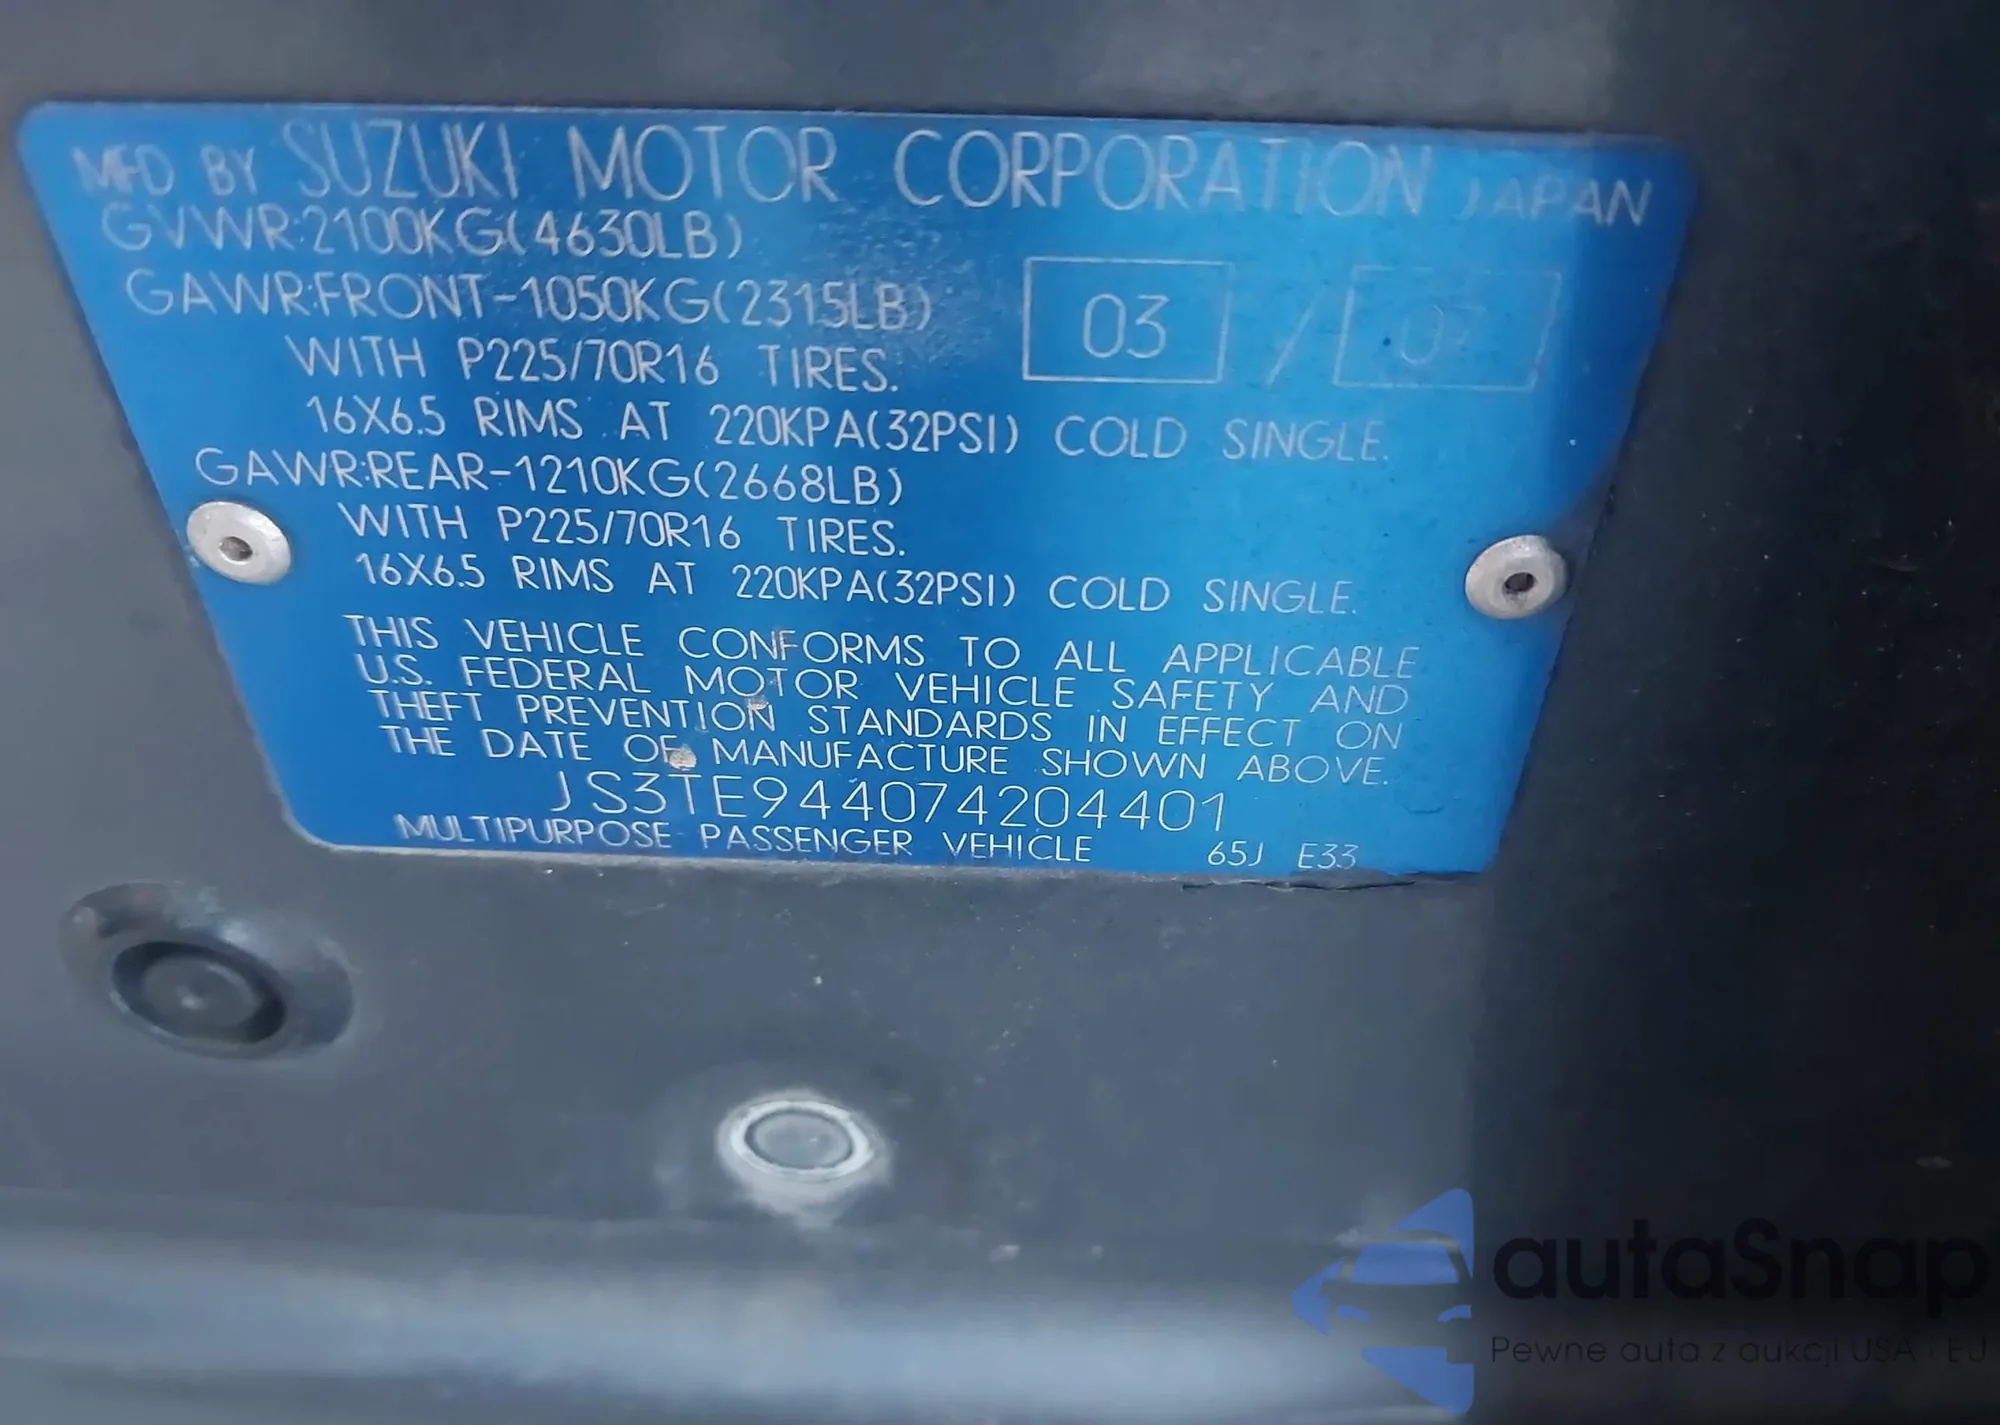 MFD BY SUZUKI MOTOR CORPORATION JAPAN
GVWR:2100KG(4630LB)
GAWR:FRONT-1050KG(2315LB)
03 /
WITH P225/70R16 TIRES.
16X6.5 RIMS AT 220KPA(32PSI) COLD SINGLE.
GAWR:REAR-1210KG(2668LB)
WITH P225/70R16 TIRES.
16X6.5 RIMS AT 220KPA(32PSI) COLD SINGLE.
THIS VEHICLE CONFORMS TO ALL APPLICABLE
U.S. FEDERAL MOTOR VEHICLE SAFETY AND
THEFT PREVENTION STANDARDS IN EFFECT ON
THE DATE OF MANUFACTURE SHOWN ABOVE.
JS3TE944074204401
MULTIPURPOSE PASSENGER VEHICLE 65J E33
autaSnap
Pewne auta z aukcji USA i EU